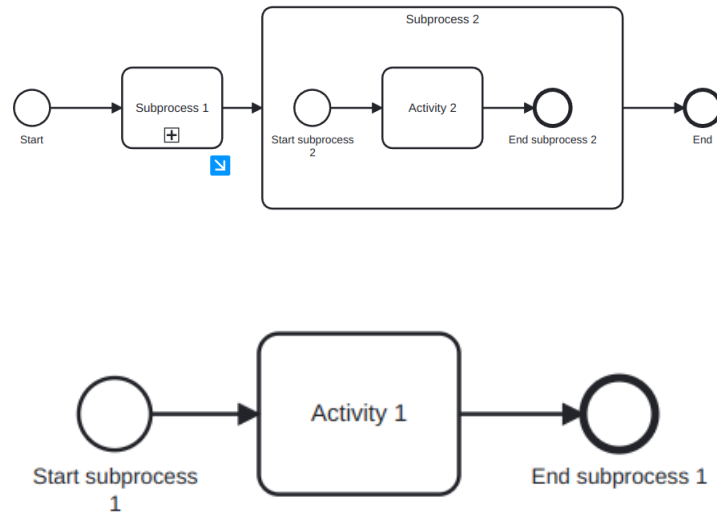 Subprocess 2
Subprocess 1
Activity 2
Start
Start subprocess
2
End subprocess 2
End
Activity 1
Start subprocess
1
End subprocess 1